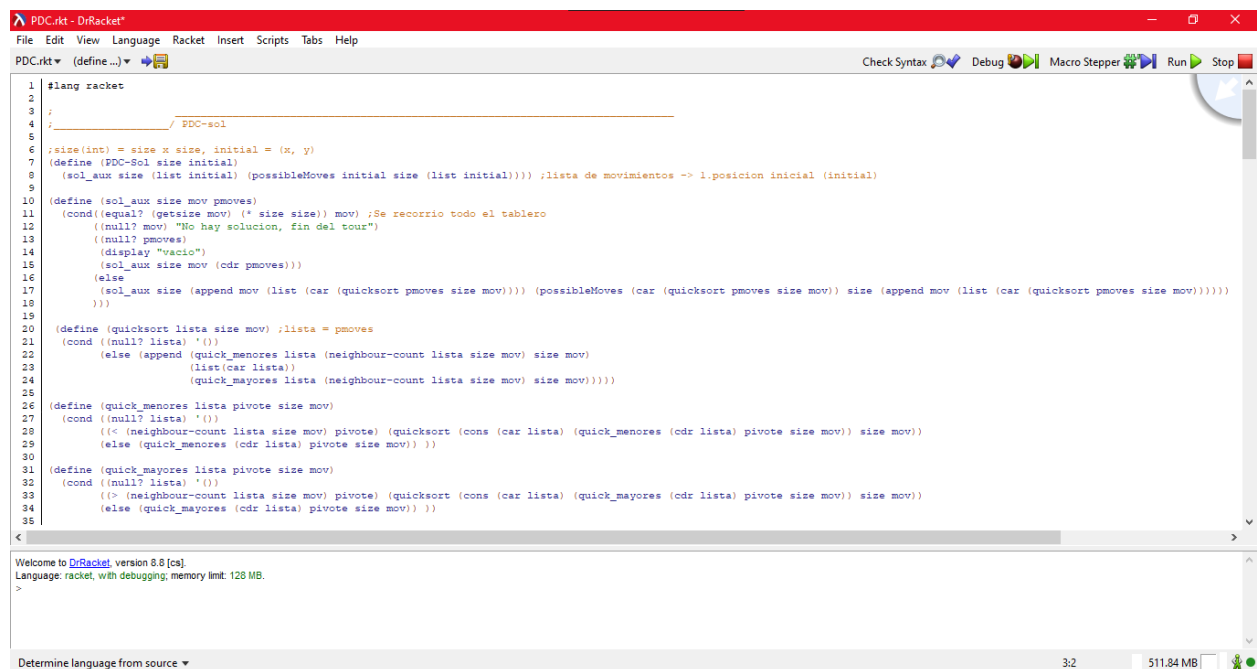 PDC.rkt - DrRacket*
File Edit View Language Racket Insert Scripts Tabs Help
PDC.rkt (define ...) Check Syntax Debug Macro Stepper Run Stop
1 #lang racket
2
3 ; ______________________________________________________________________________
4 ;__________________/ PDC-sol
5
6 ;size(int) = size x size, initial = (x, y)
7 (define (PDC-Sol size initial)
8 (sol_aux size (list initial) (possibleMoves initial size (list initial)))) ;lista de movimientos -> 1.posicion inicial (initial)
9
10 (define (sol_aux size mov pmoves)
11 (cond((equal? (getsize mov) (* size size)) mov) ;Se recorrio todo el tablero
12 ((null? mov) "No hay solucion, fin del tour")
13 ((null? pmoves)
14 (display "vacio")
15 (sol_aux size mov (cdr pmoves)))
16 (else
17 (sol_aux size (append mov (list (car (quicksort pmoves size mov)))) (possibleMoves (car (quicksort pmoves size mov)) size (append mov (list (car (quicksort pmoves size mov))))))
18 )))
19
20 (define (quicksort lista size mov) ;lista = pmoves
21 (cond ((null? lista) '())
22 (else (append (quick_menores lista (neighbour-count lista size mov) size mov)
23 (list(car lista))
24 (quick_mayores lista (neighbour-count lista size mov) size mov)))))
25
26 (define (quick_menores lista pivote size mov)
27 (cond ((null? lista) '())
28 ((< (neighbour-count lista size mov) pivote) (quicksort (cons (car lista) (quick_menores (cdr lista) pivote size mov)) size mov))
29 (else (quick_menores (cdr lista) pivote size mov)) ))
30
31 (define (quick_mayores lista pivote size mov)
32 (cond ((null? lista) '())
33 ((> (neighbour-count lista size mov) pivote) (quicksort (cons (car lista) (quick_mayores (cdr lista) pivote size mov)) size mov))
34 (else (quick_mayores (cdr lista) pivote size mov)) ))
35
Welcome to DrRacket, version 8.8 [cs].
Language: racket, with debugging; memory limit: 128 MB.
>
Determine language from source 3:2 511.84 MB